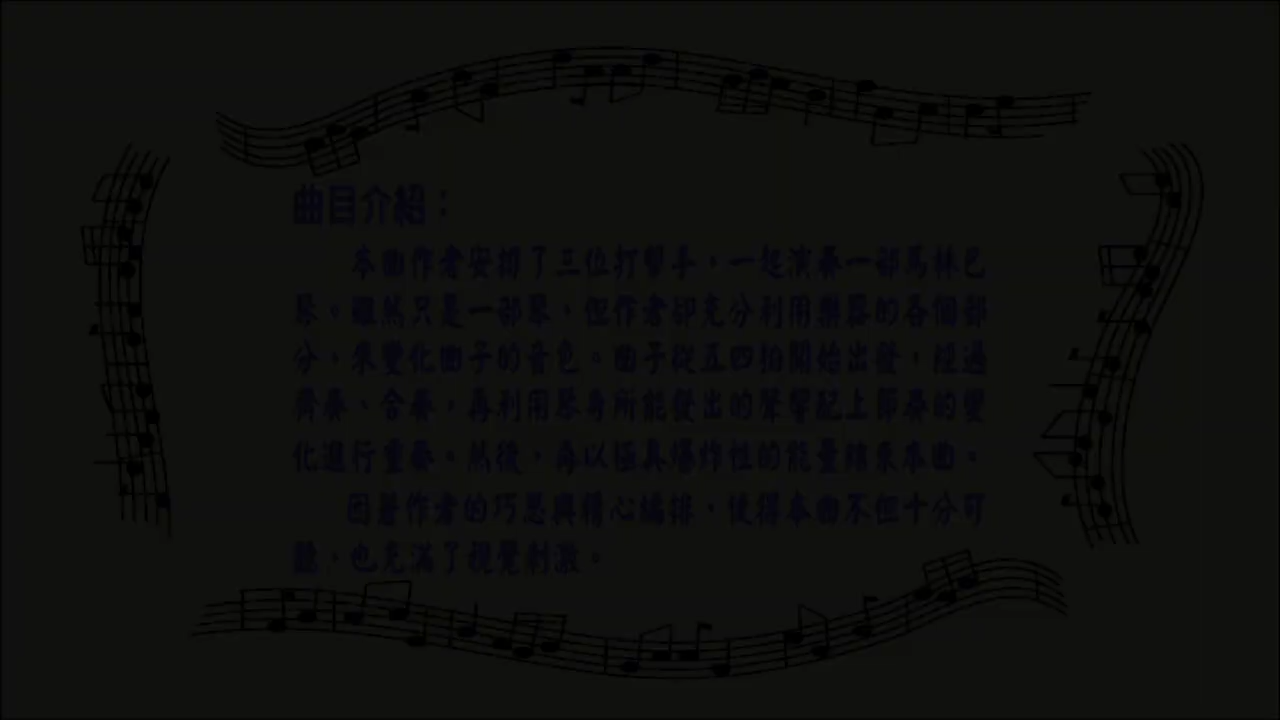 曲目介紹：
本曲作者安排了三位打擊手，一起演奏一部馬林巴
琴。雖然只是一部琴，但作者卻充分利用樂器的各個部
分，來變化曲子的音色。曲子從五四拍開始出發，經過
齊奏、合奏，再利用琴身所能發出的聲響配上節奏的變
化進行重奏。然後，再以極具爆炸性的能量結束本曲。
因著作者的巧思與精心編排，使得本曲不但十分可
聽，也充滿了視覺刺激。